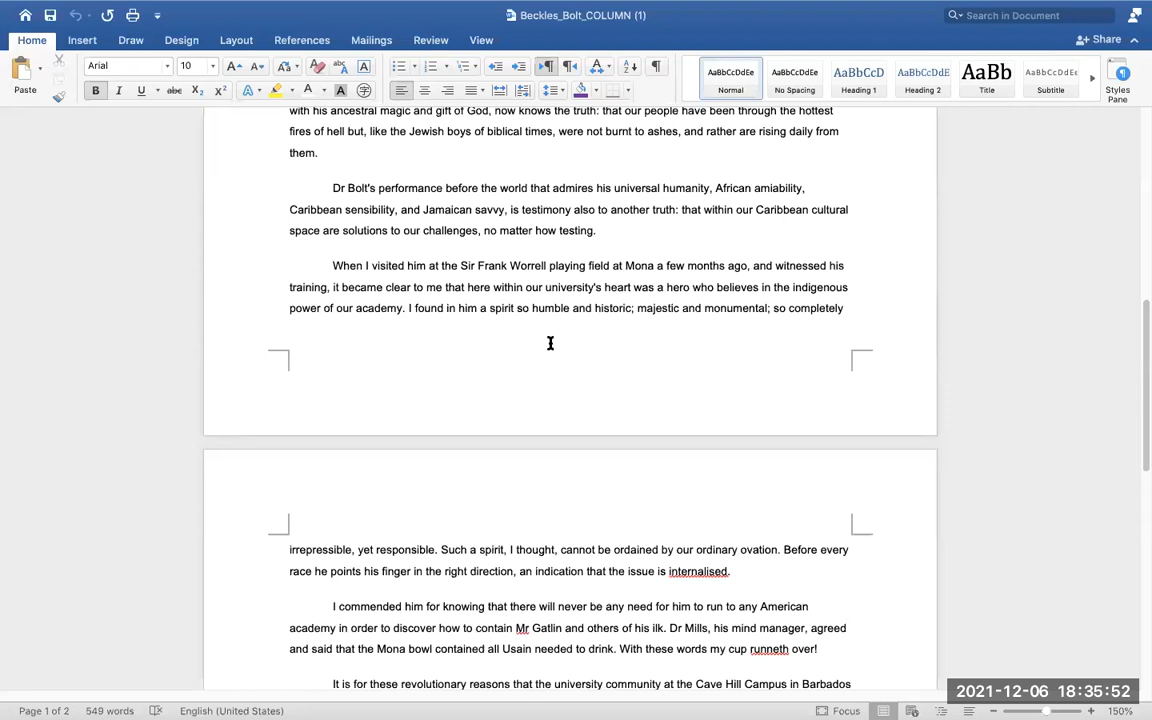 Beckles_Bolt_COLUMN (1)
Search in Document
Home Insert Draw Design Layout References Mailings Review View
Share
Paste
Arial 10
AaBbCcDdEe AaBbCcDdEe AaBbCcD AaBbCcDdE AaBb AaBbCcDdEe
Normal No Spacing Heading 1 Heading 2 Title Subtitle
Styles
Pane
with his ancestral magic and gift of God, now knows the truth: that our people have been through the hottest
fires of hell but, like the Jewish boys of biblical times, were not burnt to ashes, and rather are rising daily from
them.
Dr Bolt's performance before the world that admires his universal humanity, African amiability,
Caribbean sensibility, and Jamaican savvy, is testimony also to another truth: that within our Caribbean cultural
space are solutions to our challenges, no matter how testing.
When I visited him at the Sir Frank Worrell playing field at Mona a few months ago, and witnessed his
training, it became clear to me that here within our university's heart was a hero who believes in the indigenous
power of our academy. I found in him a spirit so humble and historic; majestic and monumental; so completely
irrepressible, yet responsible. Such a spirit, I thought, cannot be ordained by our ordinary ovation. Before every
race he points his finger in the right direction, an indication that the issue is internalised.
I commended him for knowing that there will never be any need for him to run to any American
academy in order to discover how to contain Mr Gatlin and others of his ilk. Dr Mills, his mind manager, agreed
and said that the Mona bowl contained all Usain needed to drink. With these words my cup runneth over!
It is for these revolutionary reasons that the university community at the Cave Hill Campus in Barbados
2021-12-06 18:35:52
Page 1 of 2 549 words English (United States) Focus 150%